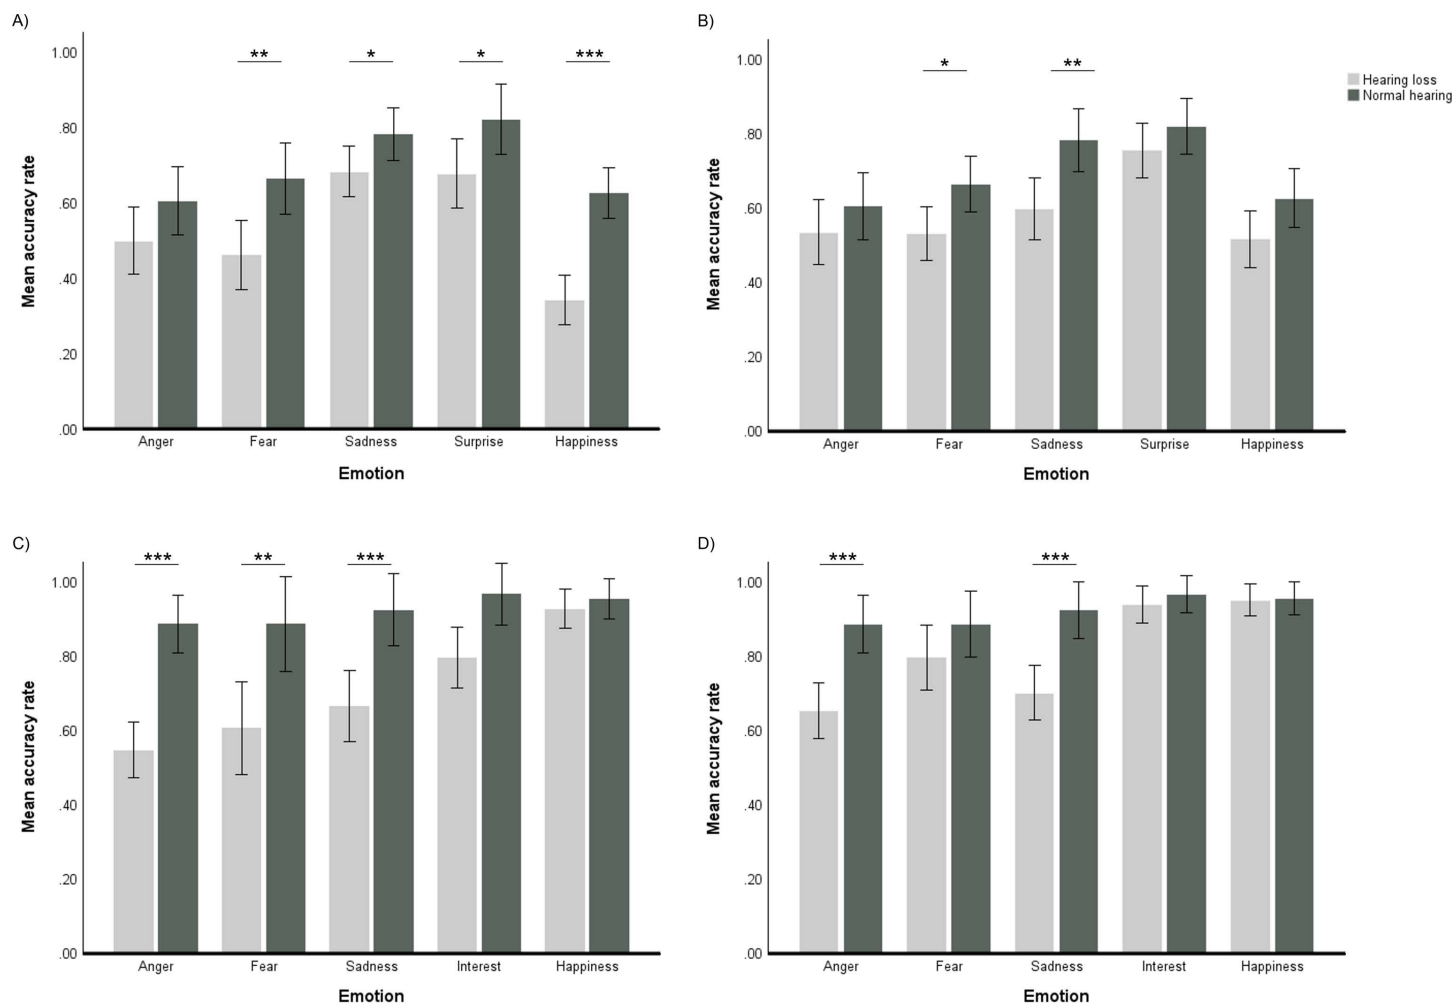 A)
1.00
.80
.60
.40
.20
.00
Mean accuracy rate
** * * ***
Anger Fear Sadness Surprise Happiness
Emotion
B)
1.00
.80
.60
.40
.20
.00
Mean accuracy rate
* **
Anger Fear Sadness Surprise Happiness
Emotion
Hearing loss
Normal hearing
C)
1.00
.80
.60
.40
.20
.00
Mean accuracy rate
*** ** ***
Anger Fear Sadness Interest Happiness
Emotion
D)
1.00
.80
.60
.40
.20
.00
Mean accuracy rate
*** ***
Anger Fear Sadness Interest Happiness
Emotion